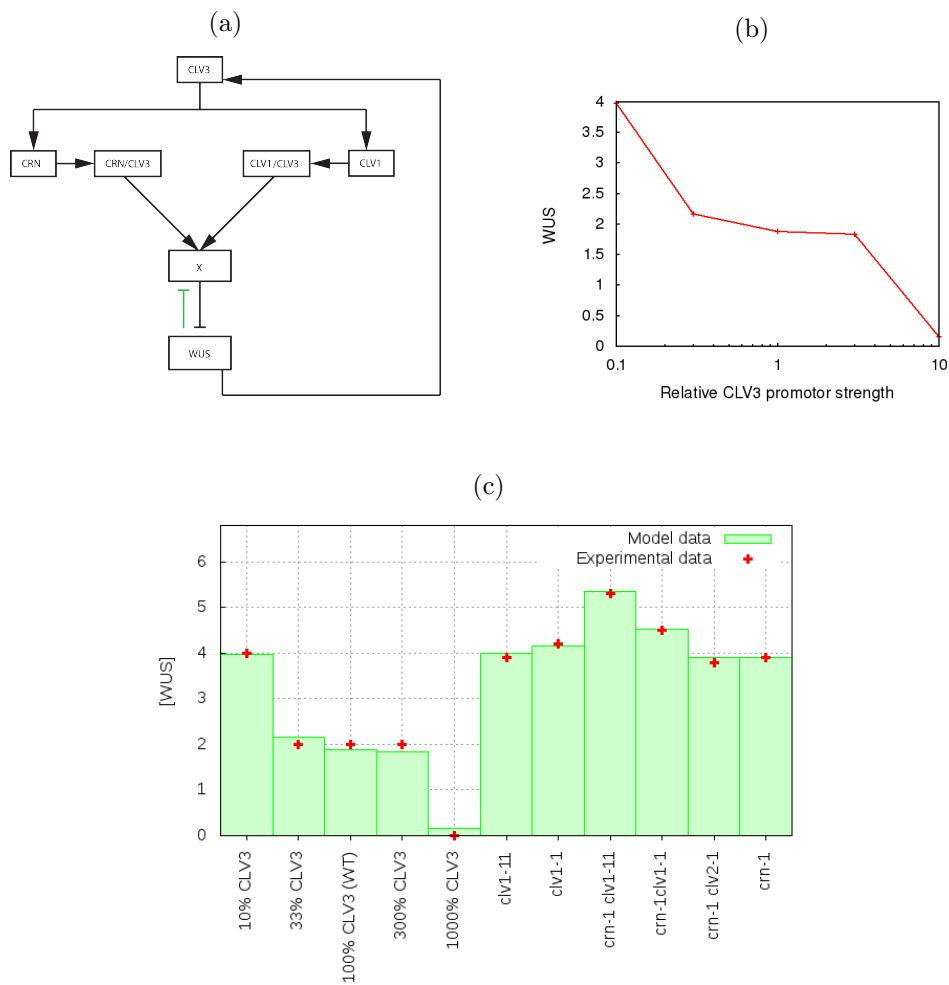 (a)
CLV3
CRN
CRN/CLV3
CLV1/CLV3
CLV1
X
WUS
(b)
4
3.5
3
2.5
2
1.5
1
0.5
0
WUS
0.1
1
10
Relative CLV3 promotor strength
(c)
Model data
Experimental data
6
5
4
3
2
1
0
[WUS]
10% CLV3
33% CLV3
100% CLV3 (WT)
300% CLV3
1000% CLV3
clv1-11
clv1-1
crn-1 clv1-11
crn-1clv1-1
crn-1 clv2-1
crn-1